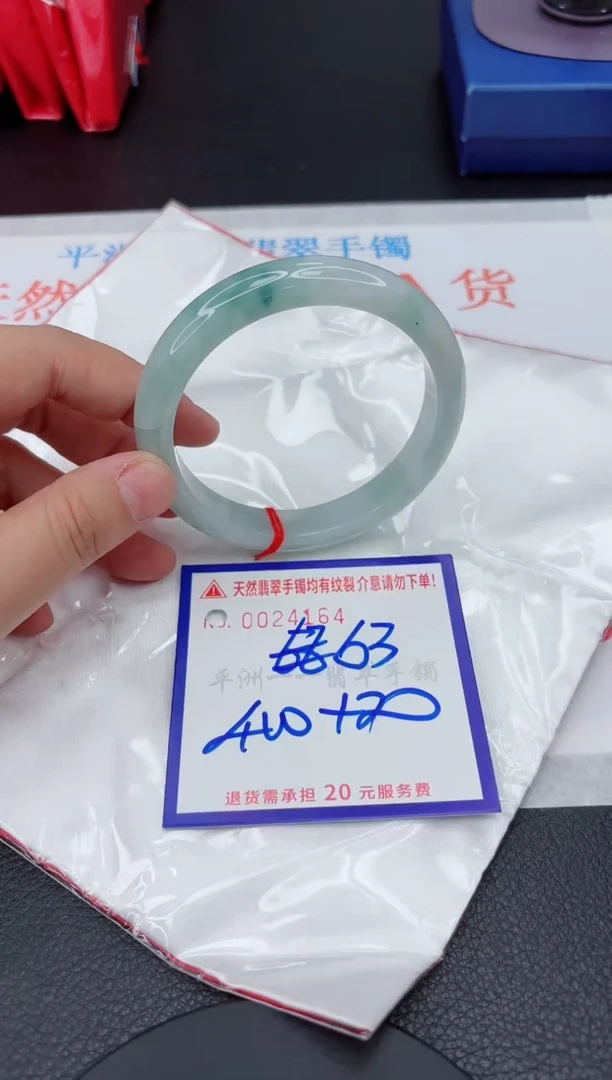 平洲 翡翠手镯
天然 A 货
天然翡翠手镯均有纹裂介意请勿下单!
NO. 0024164
63
平洲 翡翠手镯
400+20
退货需承担 20 元服务费